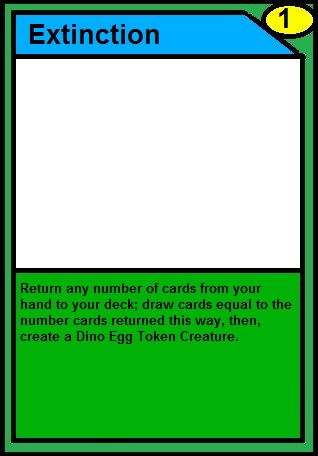 Extinction
1
Return any number of cards from your
hand to your deck; draw cards equal to the
number cards returned this way, then,
create a Dino Egg Token Creature.